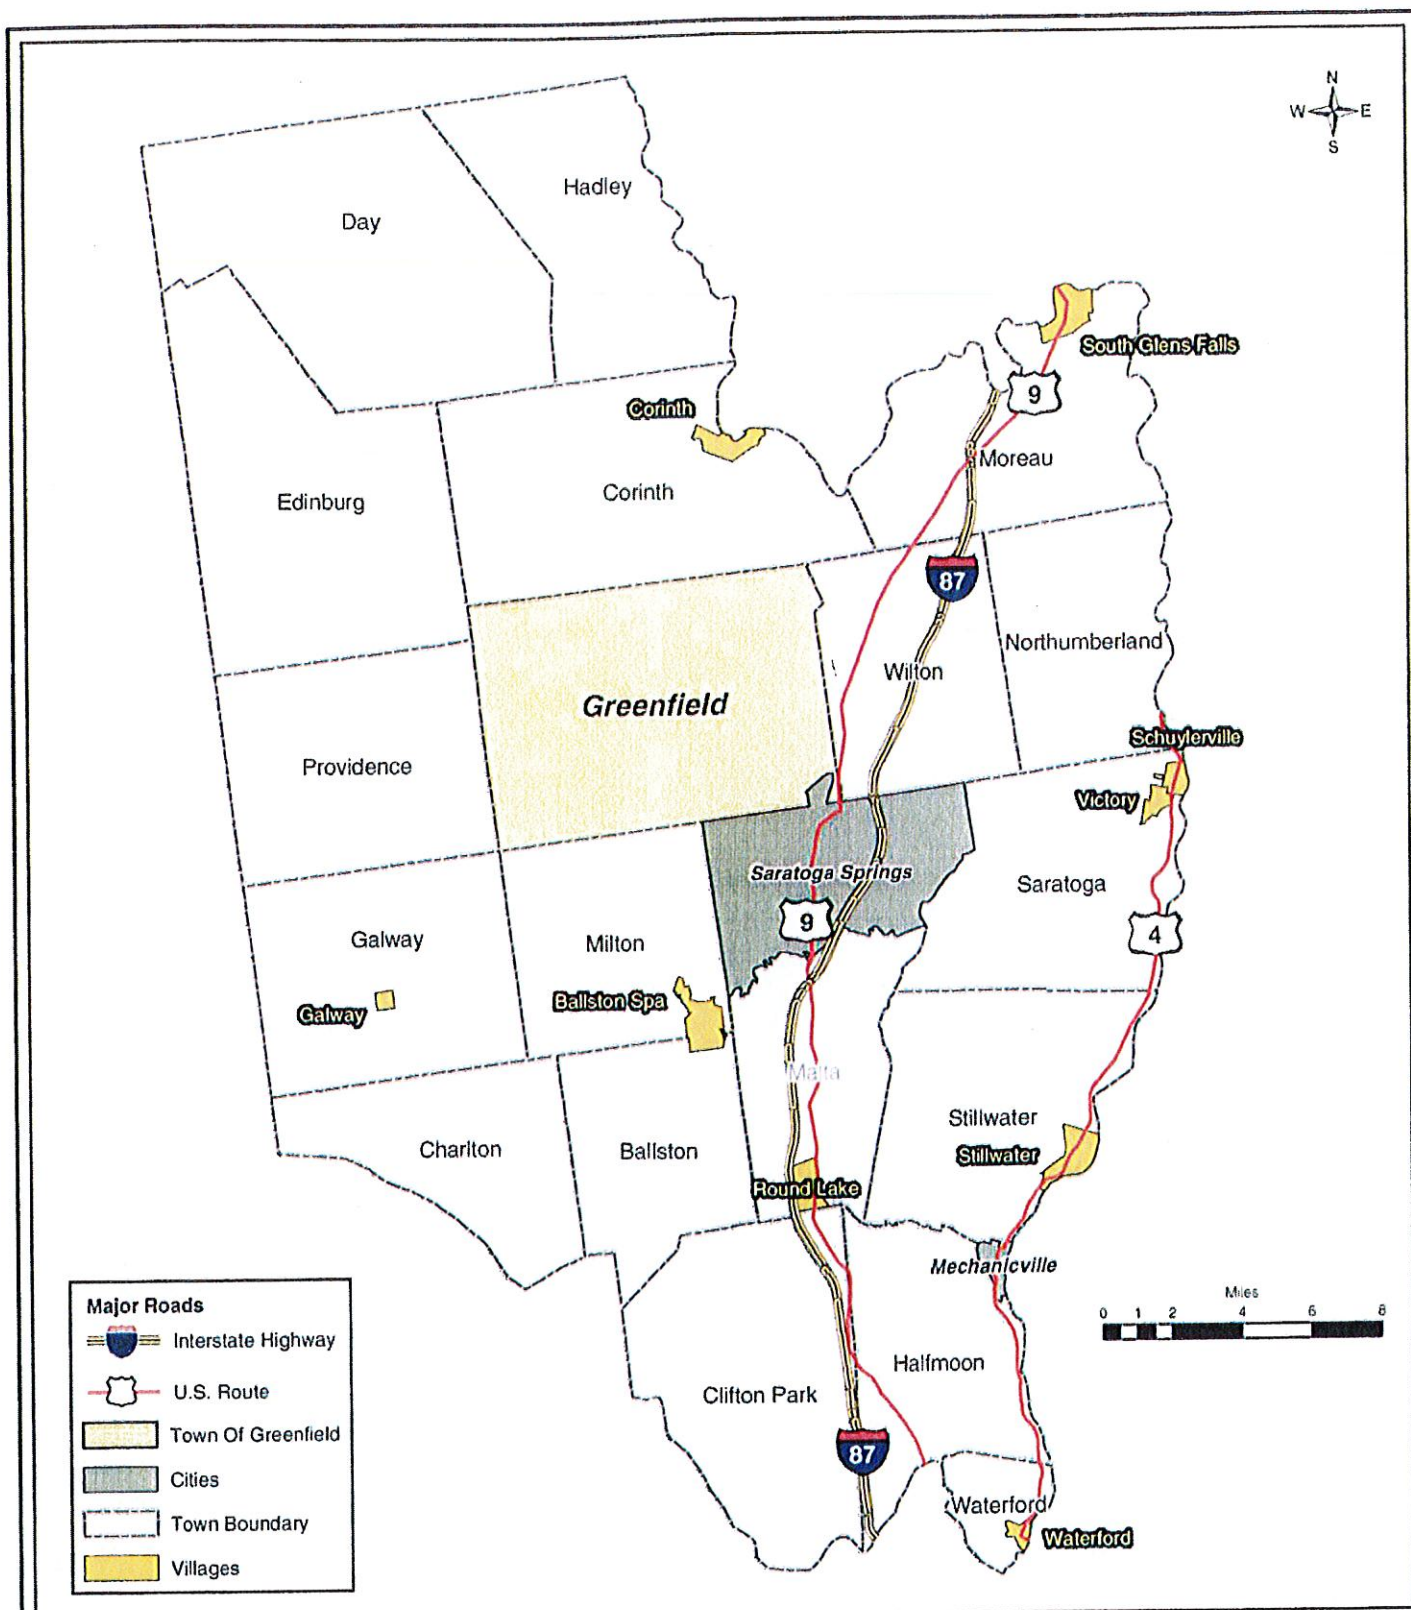 N
W E
S
Hadley
Day
South Glens Falls
9
Corinth
Moreau
Corinth
Edinburg
87
Northumberland
Wilton
Greenfield
Schuylerville
Providence
Victory
Saratoga Springs
Saratoga
9
4
Galway
Milton
Ballston Spa
Galway
Malta
Stillwater
Charlton
Ballston
Stillwater
Round Lake
Mechanicville
Miles
0 1 2 4 6 8
Halfmoon
Clifton Park
87
Waterford
Waterford
Major Roads
Interstate Highway
U.S. Route
Town Of Greenfield
Cities
Town Boundary
Villages